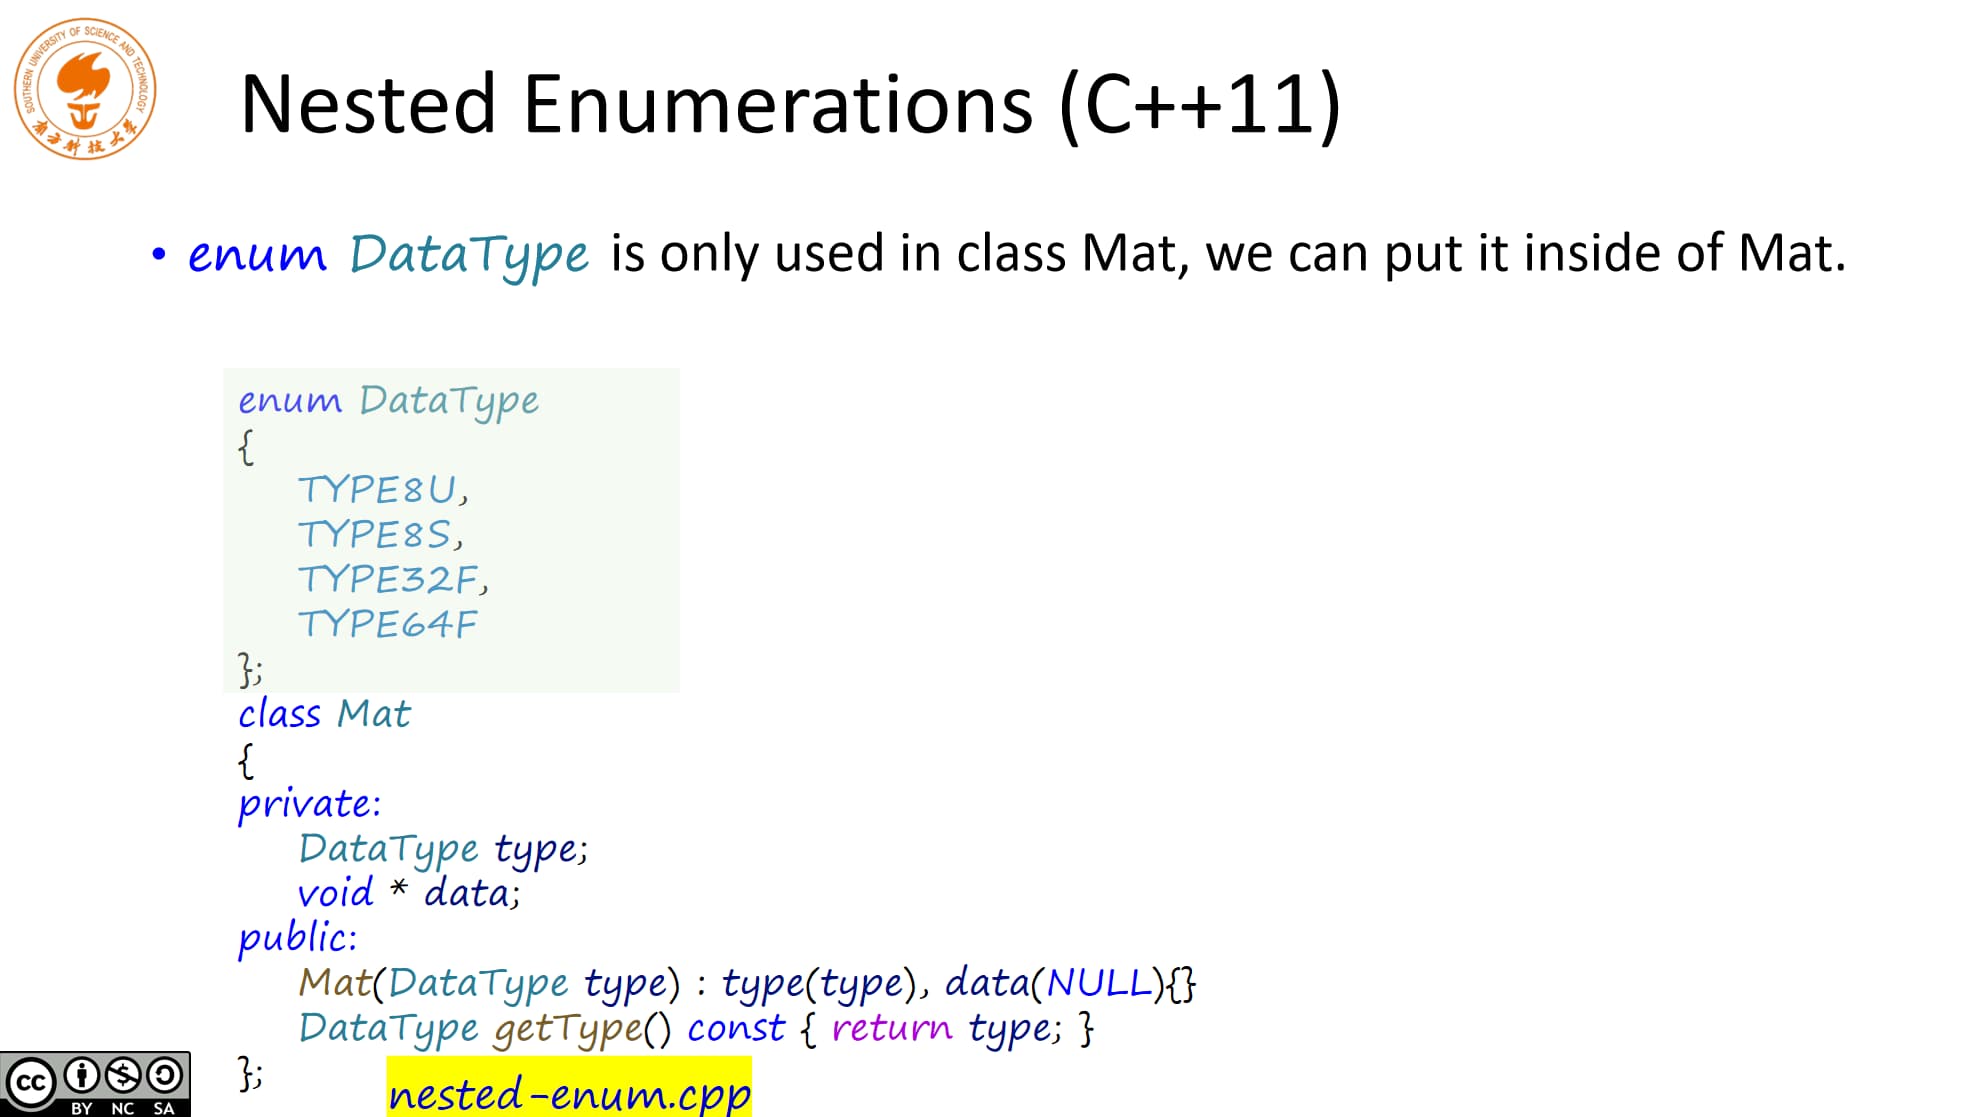 SOUTHERN UNIVERSITY OF SCIENCE AND TECHNOLOGY
南方科技大学
Nested Enumerations (C++11)
• enum DataType is only used in class Mat, we can put it inside of Mat.
enum DataType
{
TYPE8U,
TYPE8S,
TYPE32F,
TYPE64F
};
class Mat
{
private:
DataType type;
void * data;
public:
Mat(DataType type) : type(type), data(NULL){}
DataType getType() const { return type; }
};
nested-enum.cpp
cc
BY NC SA